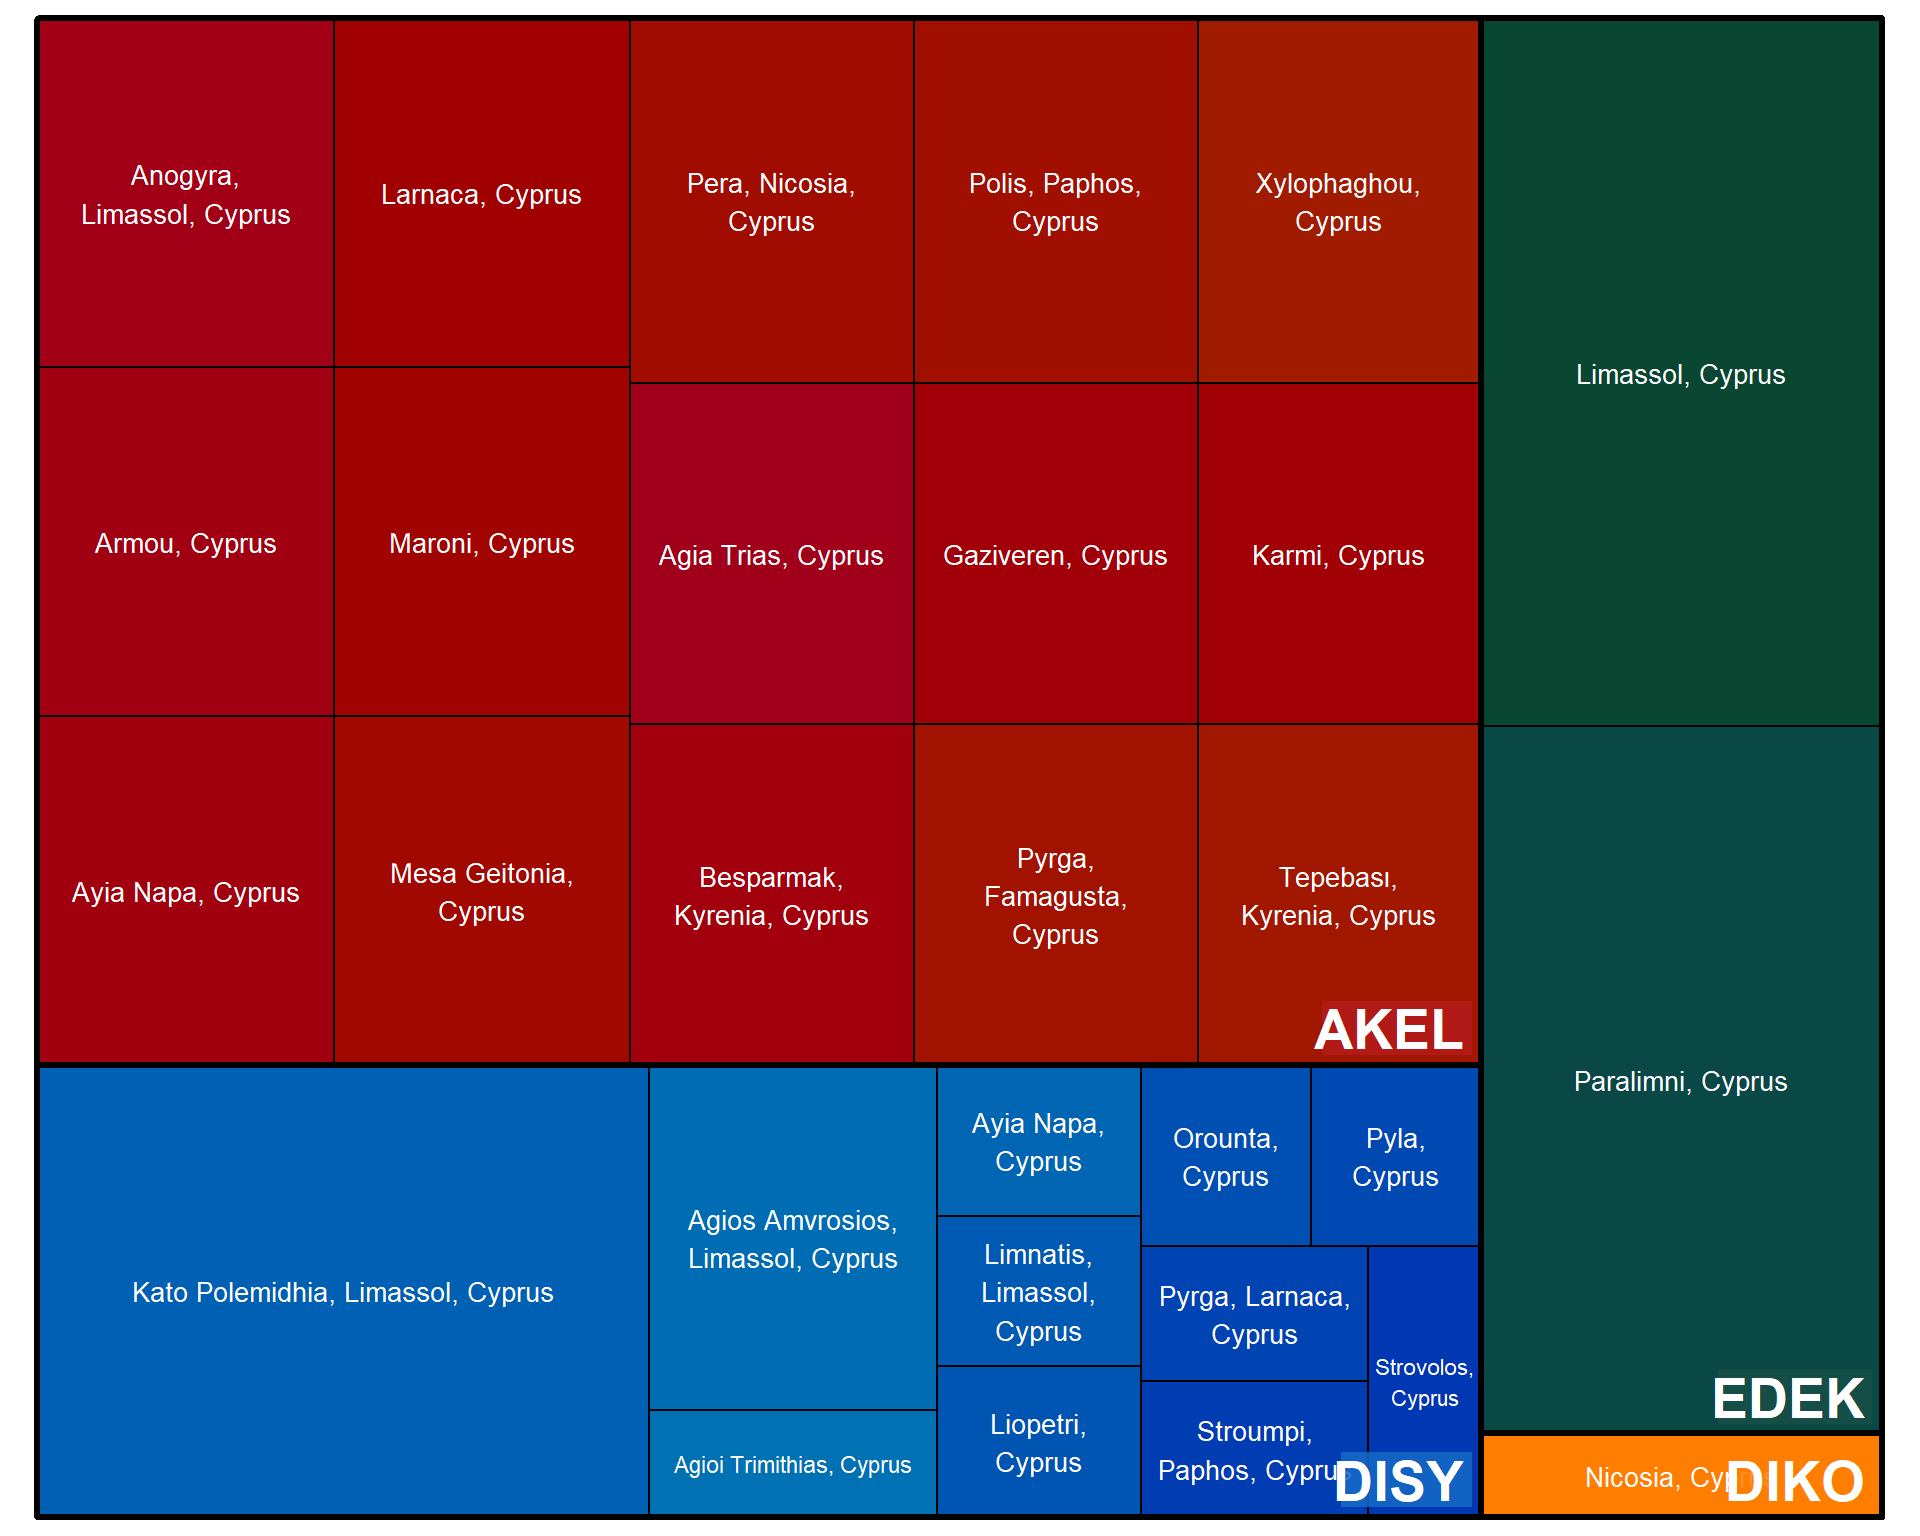 Anogyra,
Limassol, Cyprus
Larnaca, Cyprus
Pera, Nicosia,
Cyprus
Polis, Paphos,
Cyprus
Xylophaghou,
Cyprus
Limassol, Cyprus
Armou, Cyprus
Maroni, Cyprus
Agia Trias, Cyprus
Gaziveren, Cyprus
Karmi, Cyprus
Ayia Napa, Cyprus
Mesa Geitonia,
Cyprus
Besparmak,
Kyrenia, Cyprus
Pyrga,
Famagusta,
Cyprus
Tepebası,
Kyrenia, Cyprus
AKEL
Paralimni, Cyprus
EDEK
Kato Polemidhia, Limassol, Cyprus
Agios Amvrosios,
Limassol, Cyprus
Agioi Trimithias, Cyprus
Ayia Napa,
Cyprus
Limnatis,
Limassol,
Cyprus
Liopetri,
Cyprus
Orounta,
Cyprus
Pyla,
Cyprus
Pyrga, Larnaca,
Cyprus
Stroumpi,
Paphos, Cyprus
Strovolos,
Cyprus
DISY
Nicosia, Cyprus
DIKO